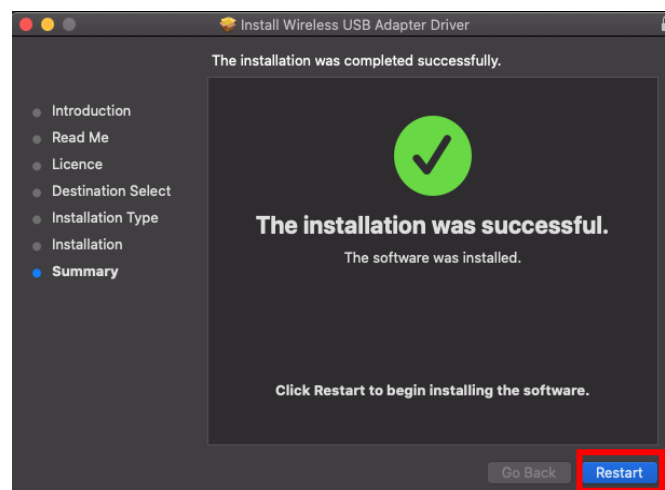 Install Wireless USB Adapter Driver
The installation was completed successfully.
Introduction
Read Me
Licence
Destination Select
Installation Type
Installation
Summary
The installation was successful.
The software was installed.
Click Restart to begin installing the software.
Go Back
Restart